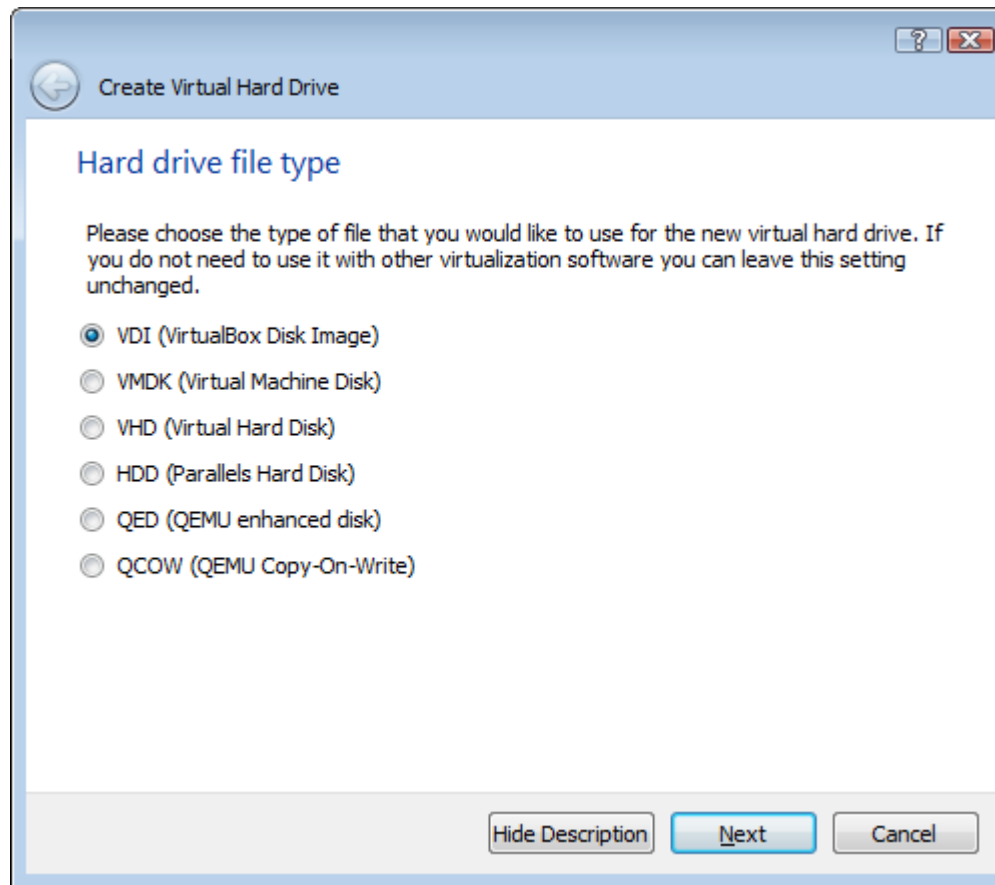 ?
Create Virtual Hard Drive
Hard drive file type
Please choose the type of file that you would like to use for the new virtual hard drive. If
you do not need to use it with other virtualization software you can leave this setting
unchanged.
VDI (VirtualBox Disk Image)
VMDK (Virtual Machine Disk)
VHD (Virtual Hard Disk)
HDD (Parallels Hard Disk)
QED (QEMU enhanced disk)
QCOW (QEMU Copy-On-Write)
Hide Description Next Cancel